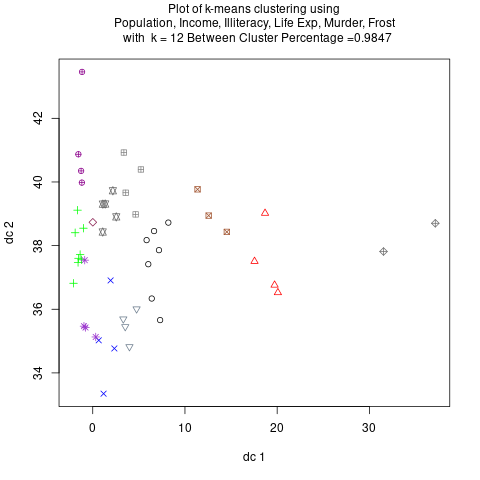 Plot of k-means clustering using
Population, Income, Illiteracy, Life Exp, Murder, Frost
with k = 12 Between Cluster Percentage =0.9847
42
40
38
36
34
dc 2
0
10
20
30
dc 1